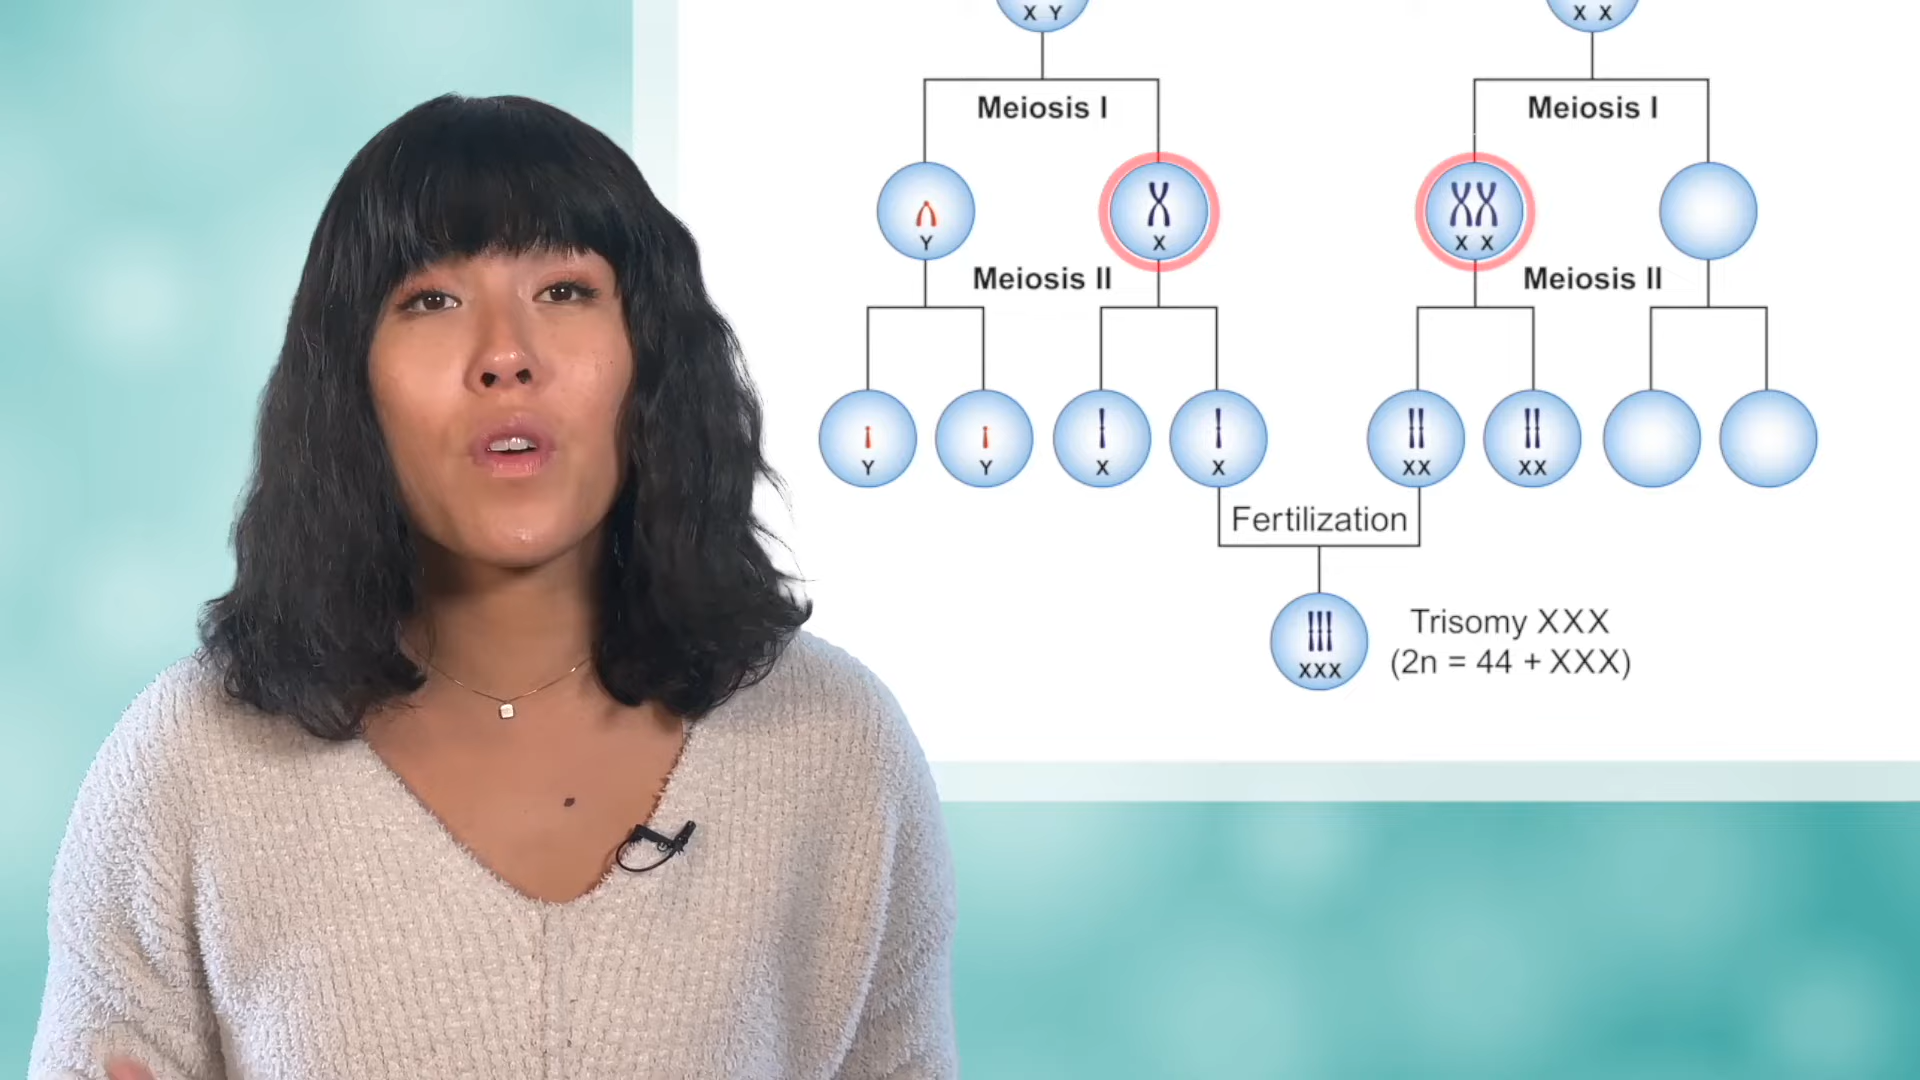 X Y
X X
Meiosis I
Meiosis I
Y
X
X X
Meiosis II
Meiosis II
Y
Y
X
X
XX
XX
Fertilization
XXX
Trisomy XXX
(2n = 44 + XXX)